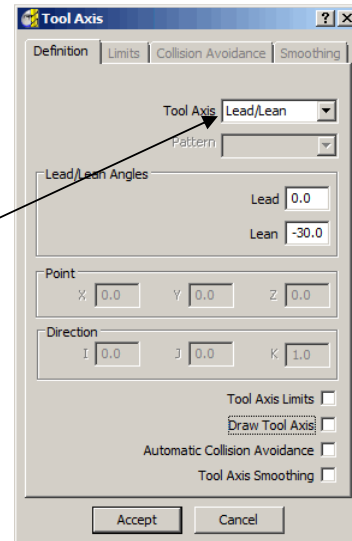 Tool Axis
Definition Limits Collision Avoidance Smoothing
Tool Axis Lead/Lean
Pattern
Lead/Lean Angles
Lead 0.0
Lean -30.0
Point
X 0.0 Y 0.0 Z 0.0
Direction
I 0.0 J 0.0 K 1.0
Tool Axis Limits
Draw Tool Axis
Automatic Collision Avoidance
Tool Axis Smoothing
Accept Cancel